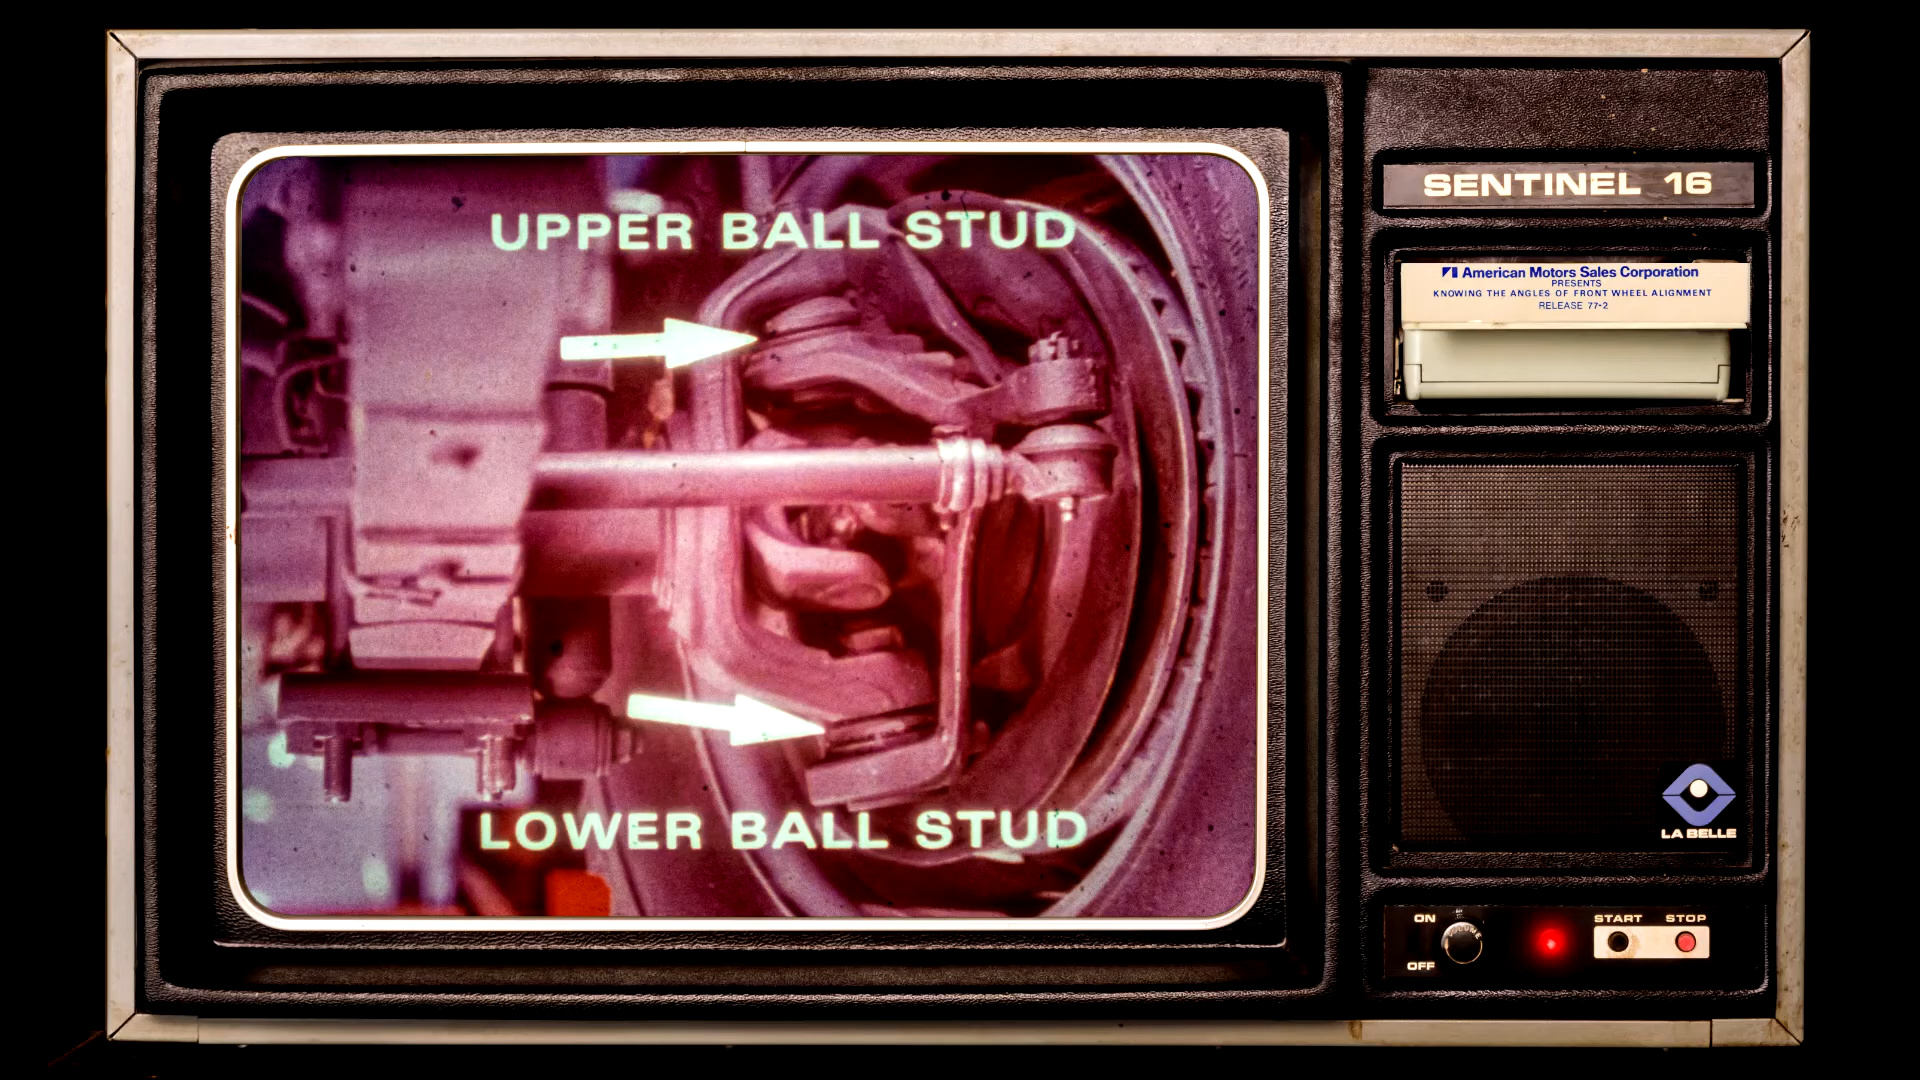 UPPER BALL STUD
LOWER BALL STUD
SENTINEL 16
American Motors Sales Corporation
PRESENTS
KNOWING THE ANGLES OF FRONT WHEEL ALIGNMENT
RELEASE 77-2
LA BELLE
ON
OFF
VOLUME
START STOP